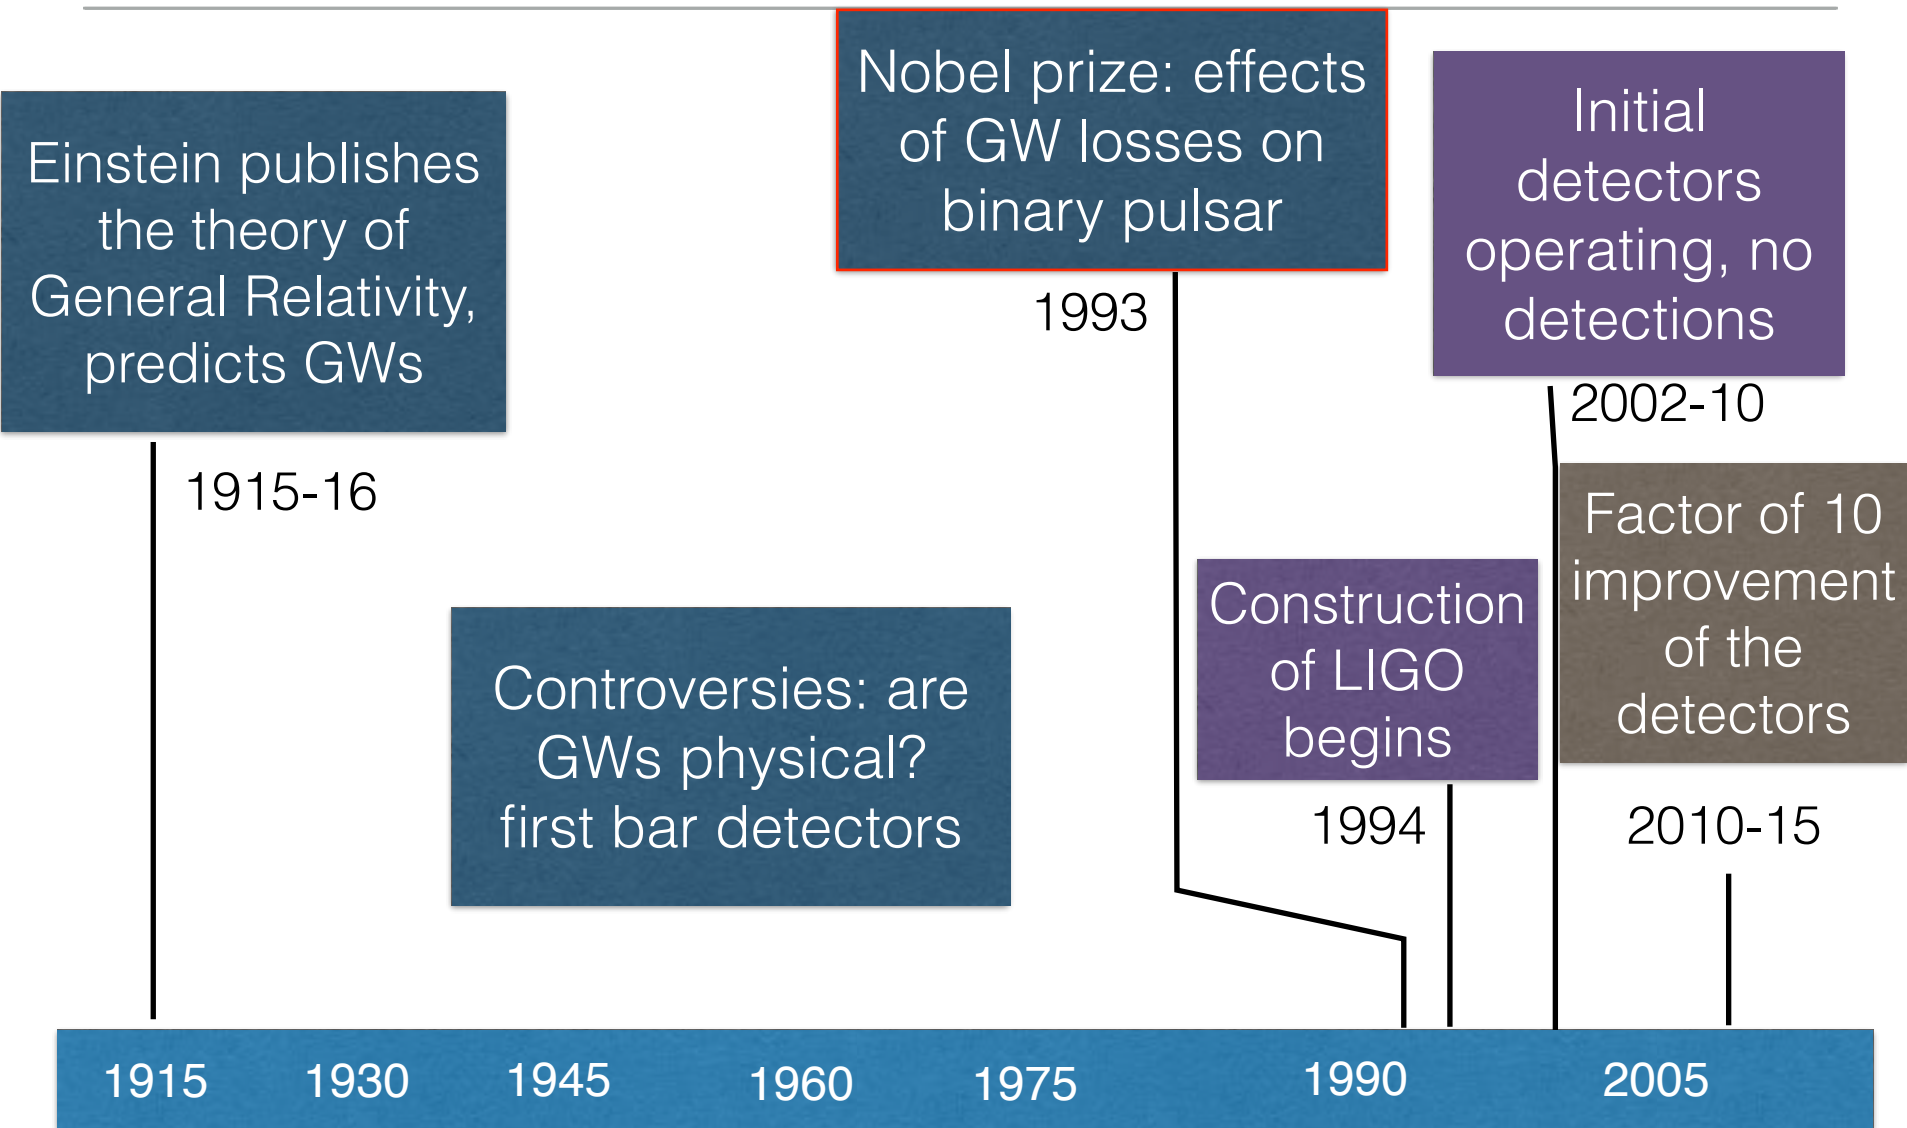 Einstein publishes
the theory of
General Relativity,
predicts GWs
1915-16
Controversies: are
GWs physical?
first bar detectors
Nobel prize: effects
of GW losses on
binary pulsar
1993
Construction
of LIGO
begins
1994
Initial
detectors
operating, no
detections
2002-10
Factor of 10
improvement
of the
detectors
2010-15
1915 1930 1945 1960 1975 1990 2005